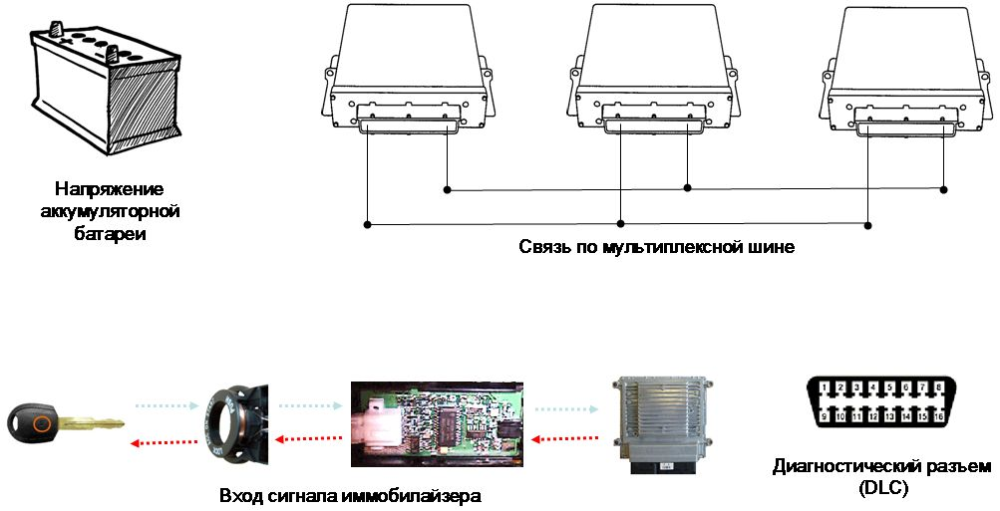 Напряжение
аккумуляторной
батареи
Связь по мультиплексной шине
1 2 3 4 5 6 7 8
9 10 11 12 13 14 15 16
Вход сигнала иммобилайзера
Диагностический разъем
(DLC)